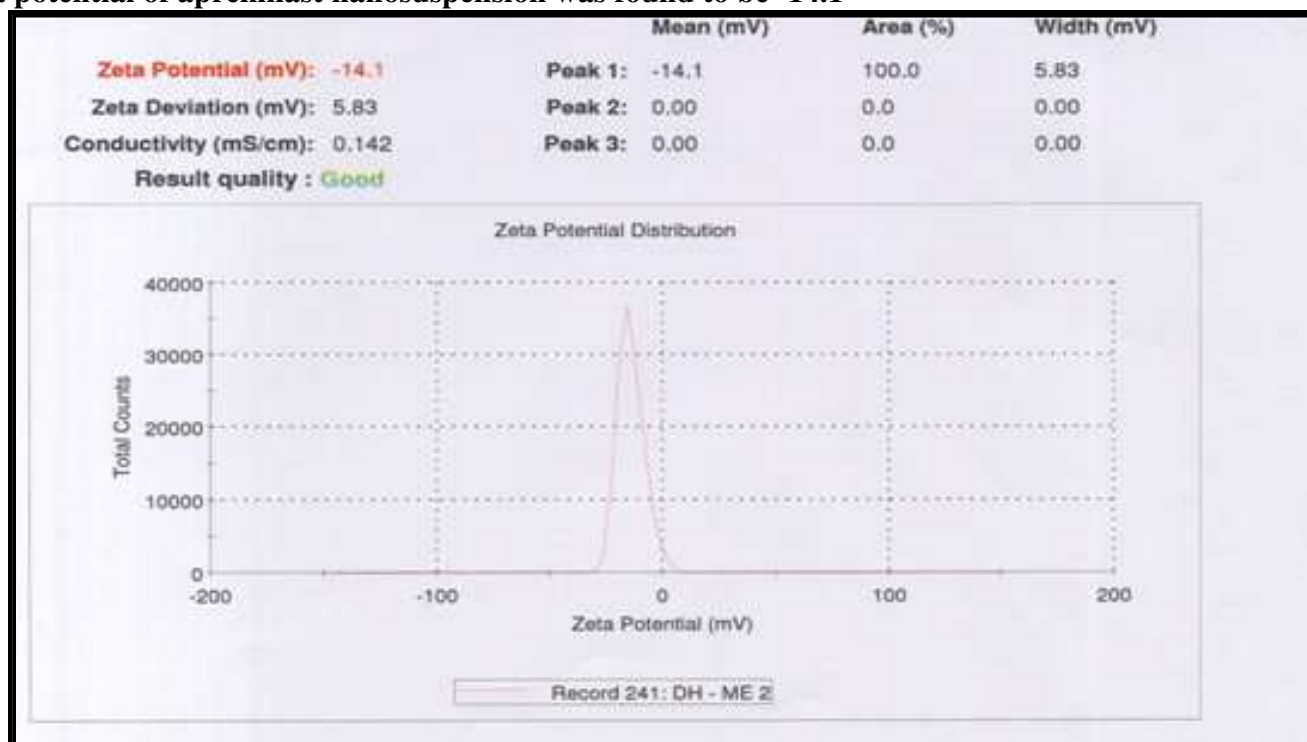 potential of apremilast nanosuspension was found to be -14.1
Mean (mV) Area (%) Width (mV)
Zeta Potential (mV): -14.1 Peak 1: -14.1 100.0 5.83
Zeta Deviation (mV): 5.83 Peak 2: 0.00 0.0 0.00
Conductivity (mS/cm): 0.142 Peak 3: 0.00 0.0 0.00
Result quality : Good
Zeta Potential Distribution
40000
30000
20000
10000
0
Total Counts
-200 -100 0 100 200
Zeta Potential (mV)
Record 241: DH - ME 2